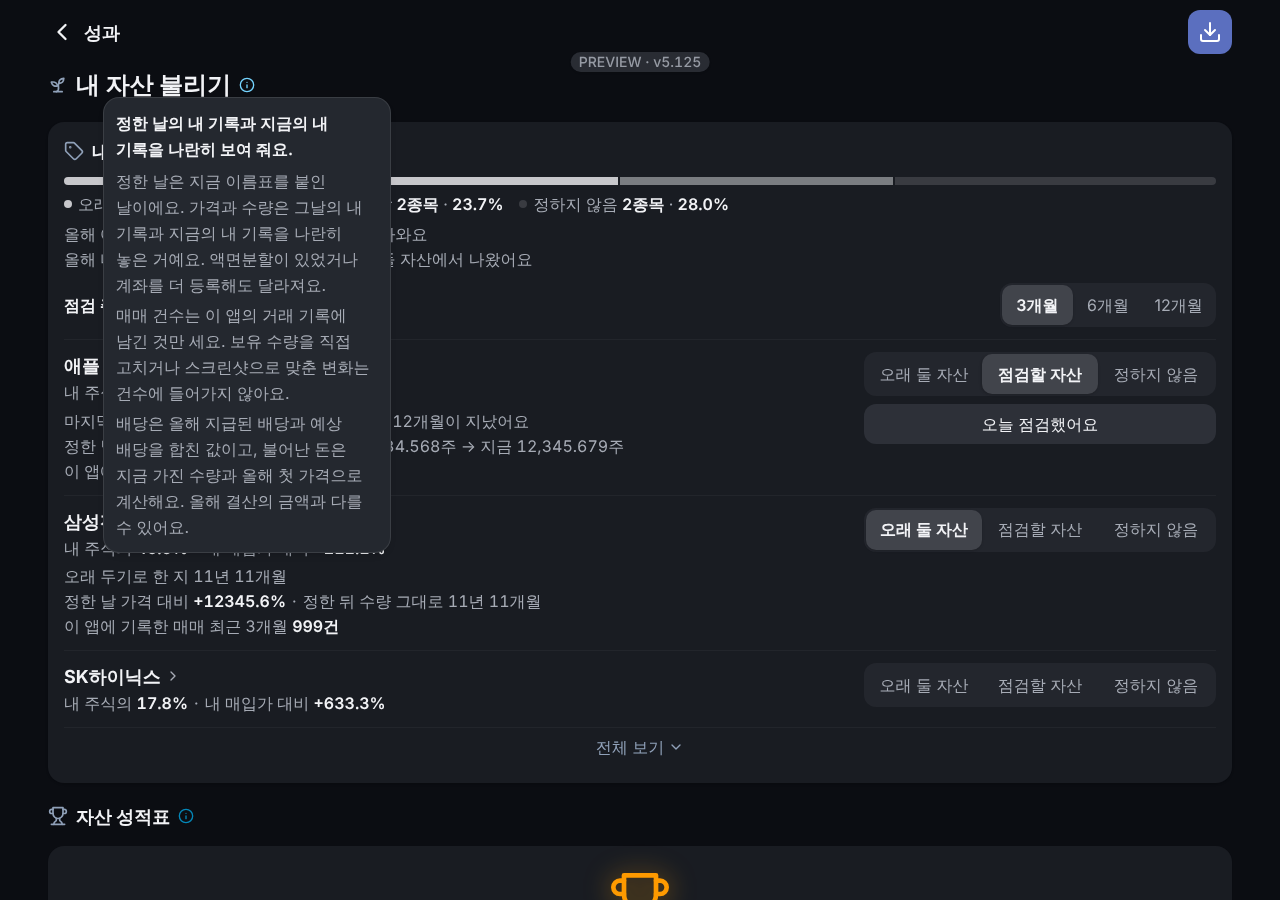 성과
PREVIEW · v5.125
내 자산 불리기
정한 날의 내 기록과 지금의 내
기록을 나란히 보여 줘요.
정한 날은 지금 이름표를 붙인
날이에요. 가격과 수량은 그날의 내
기록과 지금의 내 기록을 나란히
놓은 거예요. 액면분할이 있었거나
계좌를 더 등록해도 달라져요.
매매 건수는 이 앱의 거래 기록에
남긴 것만 세요. 보유 수량을 직접
고치거나 스크린샷으로 맞춘 변화는
건수에 들어가지 않아요.
배당은 올해 지급된 배당과 예상
배당을 합친 값이고, 불어난 돈은
지금 가진 수량과 올해 첫 가격으로
계산해요. 올해 결산의 금액과 다를
수 있어요.
2종목 · 23.7% 정하지 않음 2종목 · 28.0%
올해
올해 자산에서 나왔어요
점검 3개월 6개월 12개월
애플 오래 둘 자산 점검할 자산 정하지 않음
내 주
12개월이 지났어요 오늘 점검했어요
정한 34.568주 → 지금 12,345.679주
이 앱
오래 둘 자산 점검할 자산 정하지 않음
오래 두기로 한 지 11년 11개월
정한 날 가격 대비 +12345.6% · 정한 뒤 수량 그대로 11년 11개월
이 앱에 기록한 매매 최근 3개월 999건
SK하이닉스 오래 둘 자산 점검할 자산 정하지 않음
내 주식의 17.8% · 내 매입가 대비 +633.3%
전체 보기
자산 성적표